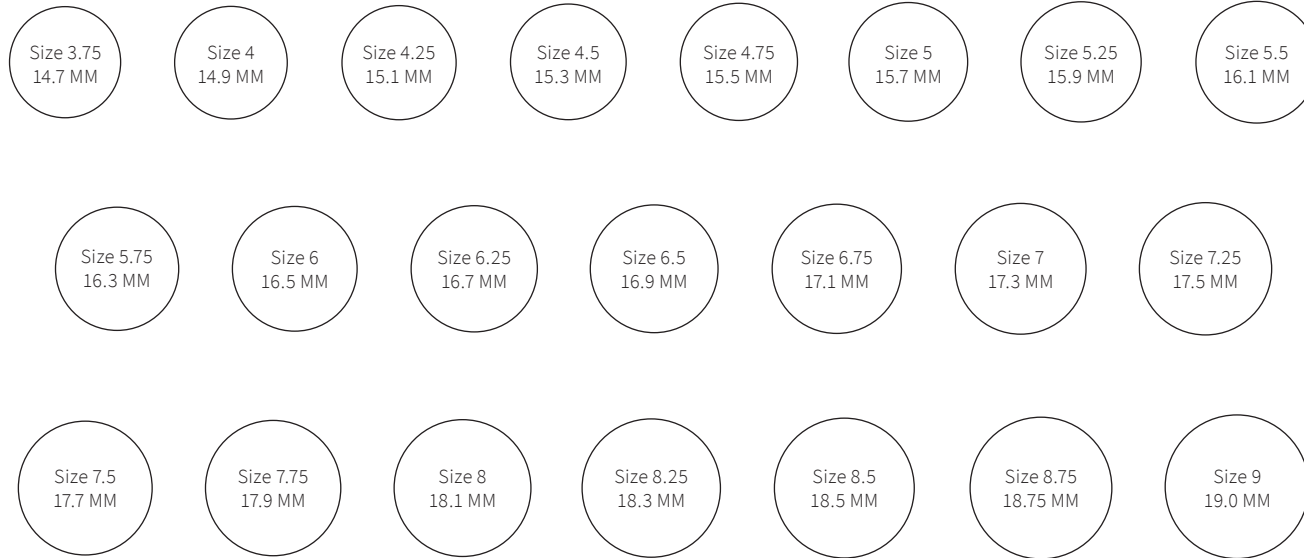 Size 3.75
14.7 MM
Size 4
14.9 MM
Size 4.25
15.1 MM
Size 4.5
15.3 MM
Size 4.75
15.5 MM
Size 5
15.7 MM
Size 5.25
15.9 MM
Size 5.5
16.1 MM
Size 5.75
16.3 MM
Size 6
16.5 MM
Size 6.25
16.7 MM
Size 6.5
16.9 MM
Size 6.75
17.1 MM
Size 7
17.3 MM
Size 7.25
17.5 MM
Size 7.5
17.7 MM
Size 7.75
17.9 MM
Size 8
18.1 MM
Size 8.25
18.3 MM
Size 8.5
18.5 MM
Size 8.75
18.75 MM
Size 9
19.0 MM